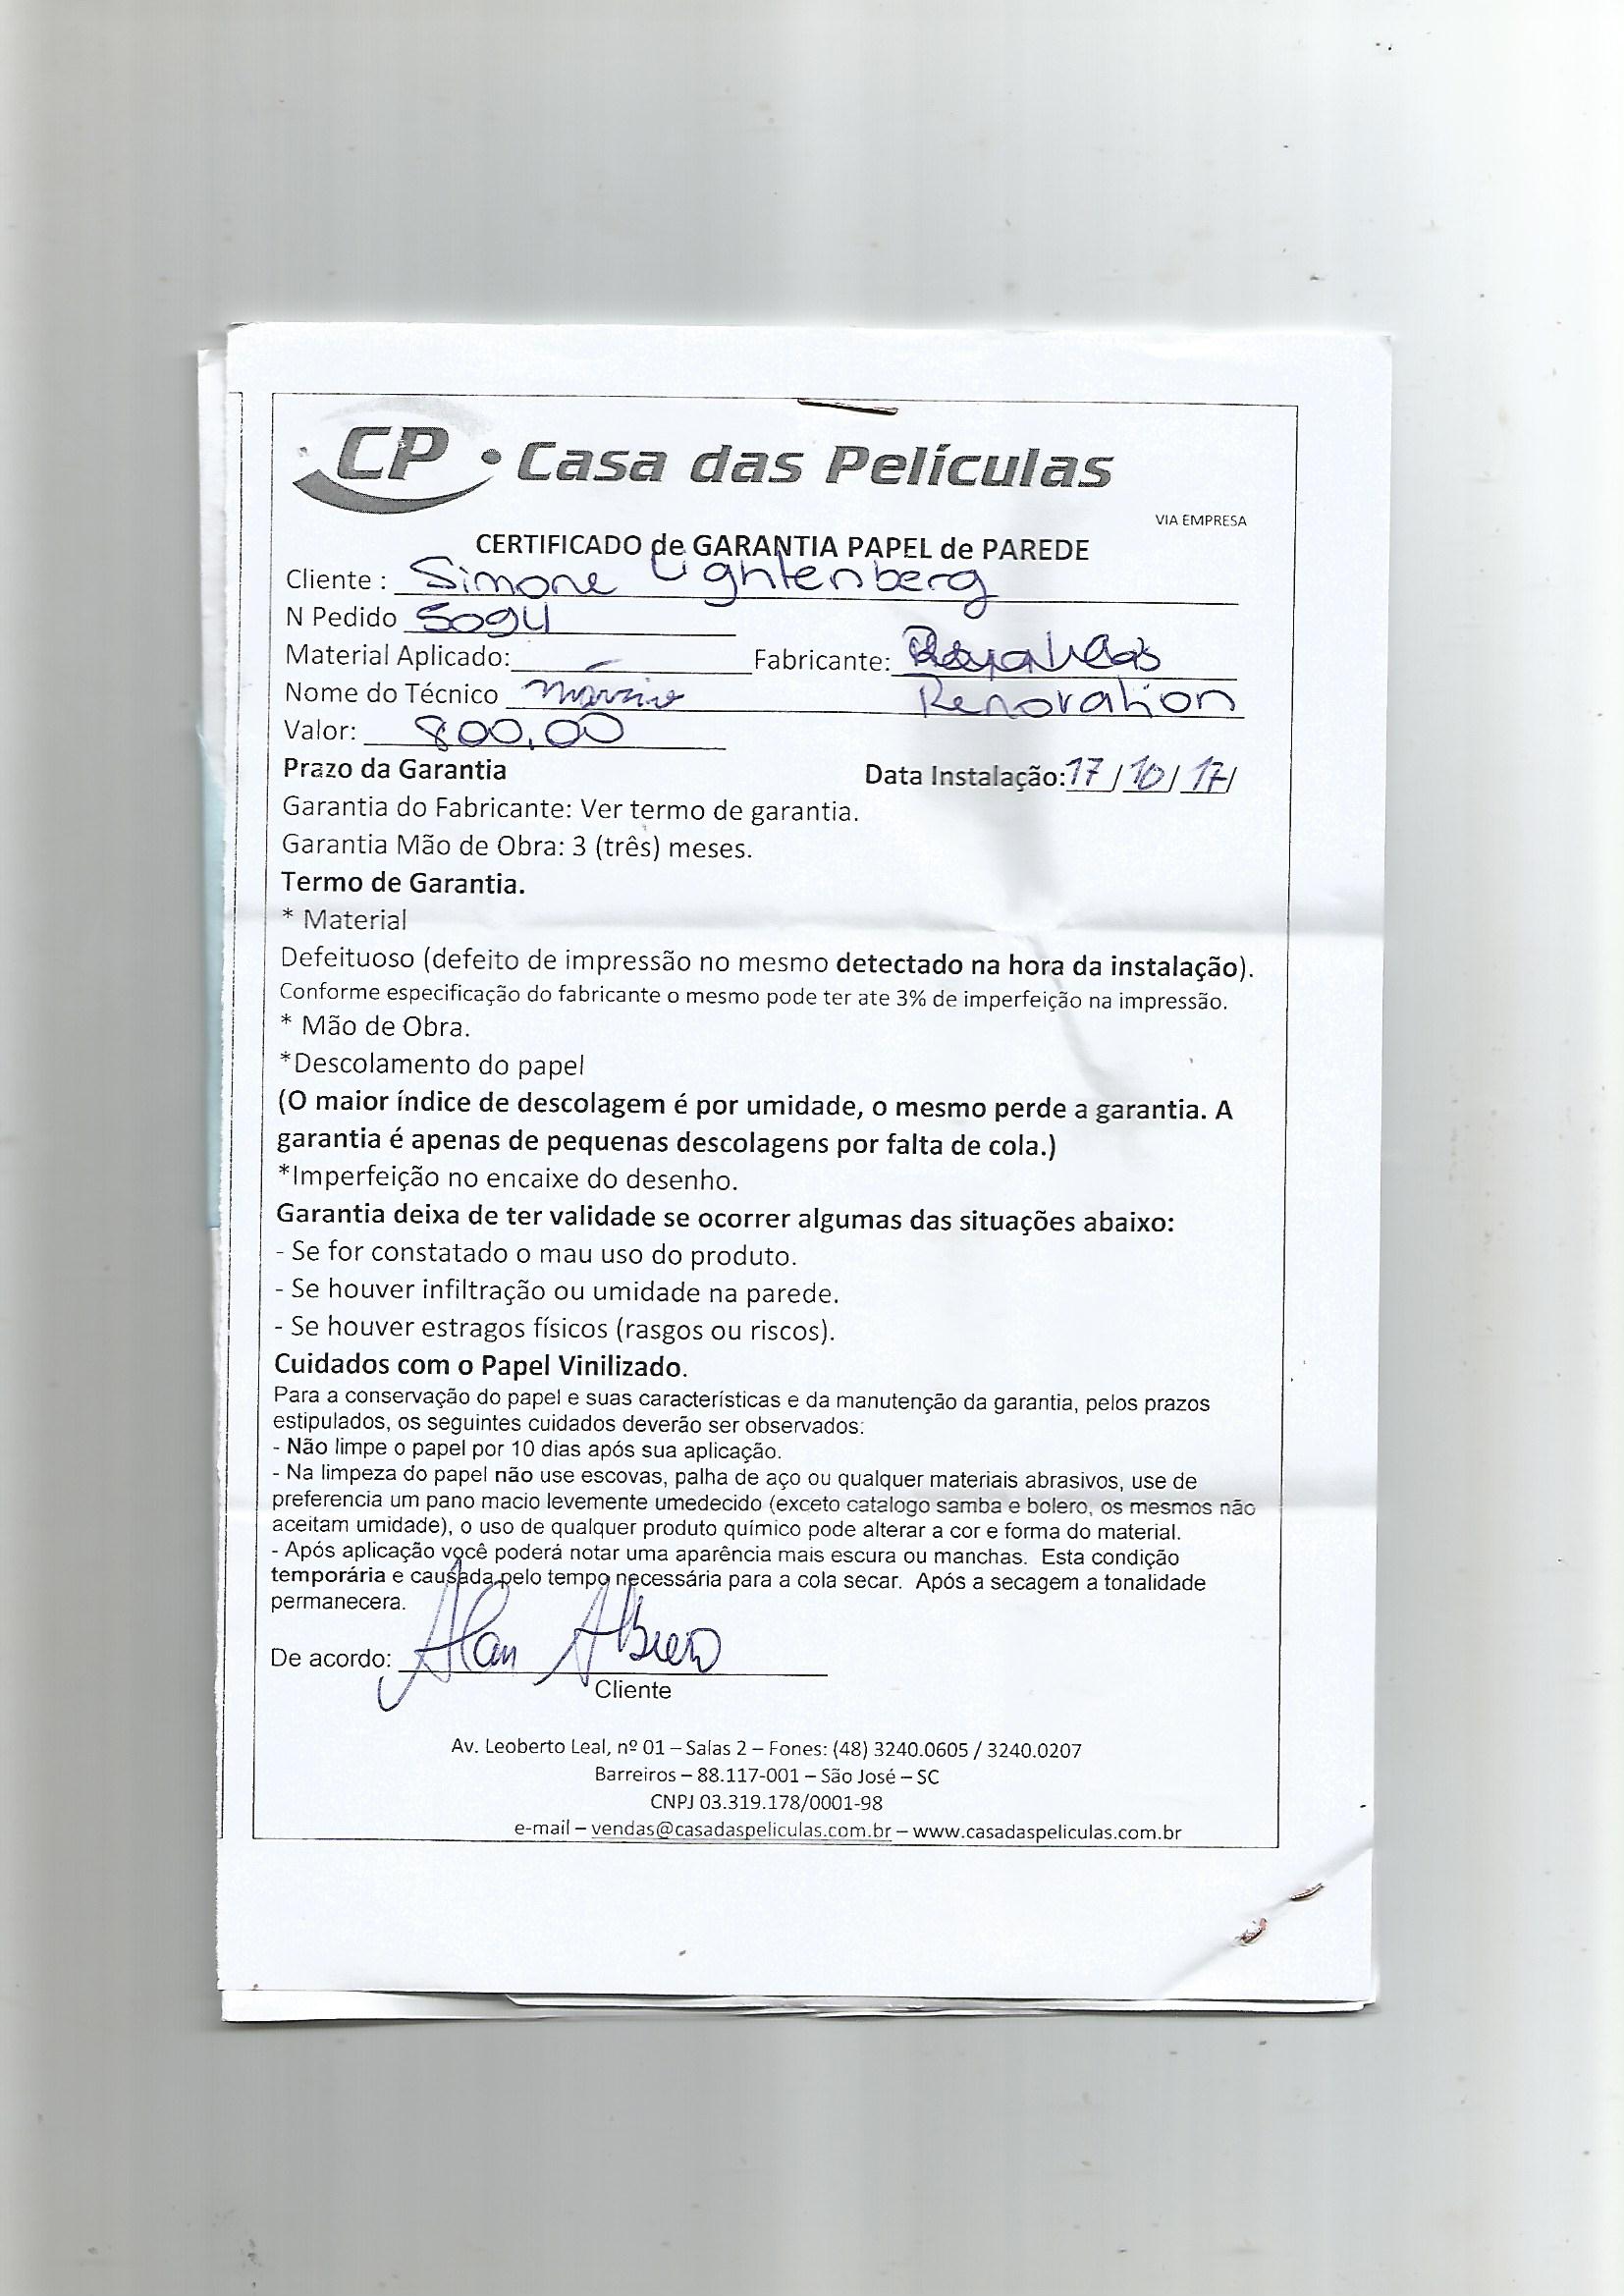 CP • Casa das Películas
VIA EMPRESA
CERTIFICADO de GARANTIA PAPEL de PAREDE
Cliente : Simone Lightenberg
N Pedido 5094
Material Aplicado: Fabricante:
Nome do Técnico Marcio Renovation
Valor: 800,00
Prazo da Garantia Data Instalação: 17 / 10 / 17/
Garantia do Fabricante: Ver termo de garantia.
Garantia Mão de Obra: 3 (três) meses.
Termo de Garantia.
* Material
Defeituoso (defeito de impressão no mesmo detectado na hora da instalação).
Conforme especificação do fabricante o mesmo pode ter ate 3% de imperfeição na impressão.
* Mão de Obra.
*Descolamento do papel
(O maior índice de descolagem é por umidade, o mesmo perde a garantia. A
garantia é apenas de pequenas descolagens por falta de cola.)
*Imperfeição no encaixe do desenho.
Garantia deixa de ter validade se ocorrer algumas das situações abaixo:
- Se for constatado o mau uso do produto.
- Se houver infiltração ou umidade na parede.
- Se houver estragos físicos (rasgos ou riscos).
Cuidados com o Papel Vinilizado.
Para a conservação do papel e suas características e da manutenção da garantia, pelos prazos
estipulados, os seguintes cuidados deverão ser observados:
- Não limpe o papel por 10 dias após sua aplicação.
- Na limpeza do papel não use escovas, palha de aço ou qualquer materiais abrasivos, use de
preferencia um pano macio levemente umedecido (exceto catalogo samba e bolero, os mesmos não
aceitam umidade), o uso de qualquer produto químico pode alterar a cor e forma do material.
- Após aplicação você poderá notar uma aparência mais escura ou manchas. Esta condição
temporária e causada pelo tempo necessária para a cola secar. Após a secagem a tonalidade
permanecera.
De acordo: Alan
Cliente
Av. Leoberto Leal, nº 01 – Salas 2 – Fones: (48) 3240.0605 / 3240.0207
Barreiros – 88.117-001 – São José – SC
CNPJ 03.319.178/0001-98
e-mail – vendas@casadaspeliculas.com.br – www.casadaspeliculas.com.br